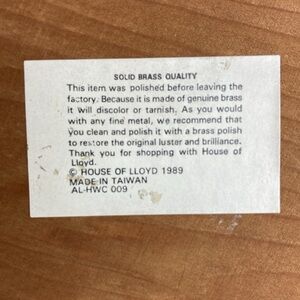 SOLID BRASS QUALITY
This item was polished before leaving the
factory. Because it is made of genuine brass
it will discolor or tarnish. As you would
with any fine metal, we recommend that
you clean and polish it with a brass polish
to restore the original luster and brilliance.
Thank you for shopping with House of
Lloyd.
© HOUSE OF LLOYD 1989
MADE IN TAIWAN
AL-HWC 009